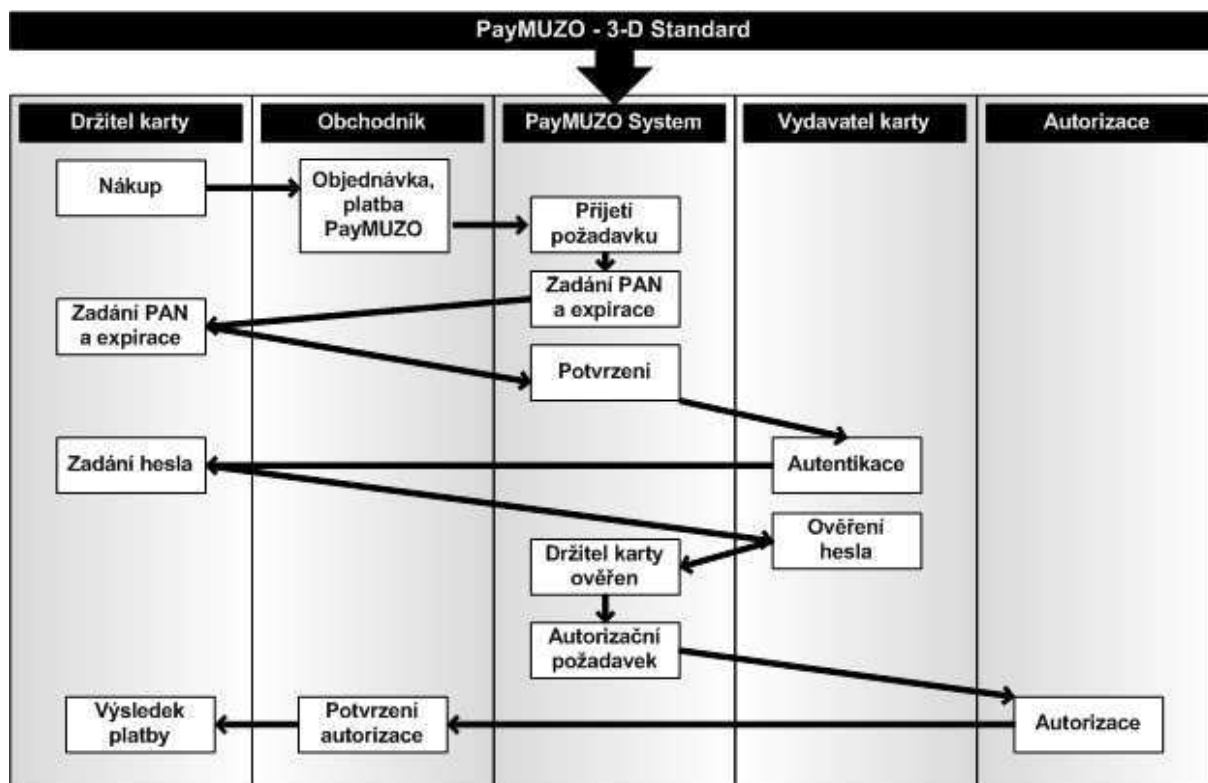 PayMUZO - 3-D Standard
Držitel karty
Obchodník
PayMUZO System
Vydavatel karty
Autorizace
Nákup
Objednávka,
platba
PayMUZO
Přijetí
požadavku
Zadání PAN
a expirace
Zadání PAN
a expirace
Potvrzení
Zadání hesla
Autentikace
Ověření
hesla
Držitel karty
ověřen
Autorizační
požadavek
Výsledek
platby
Potvrzení
autorizace
Autorizace